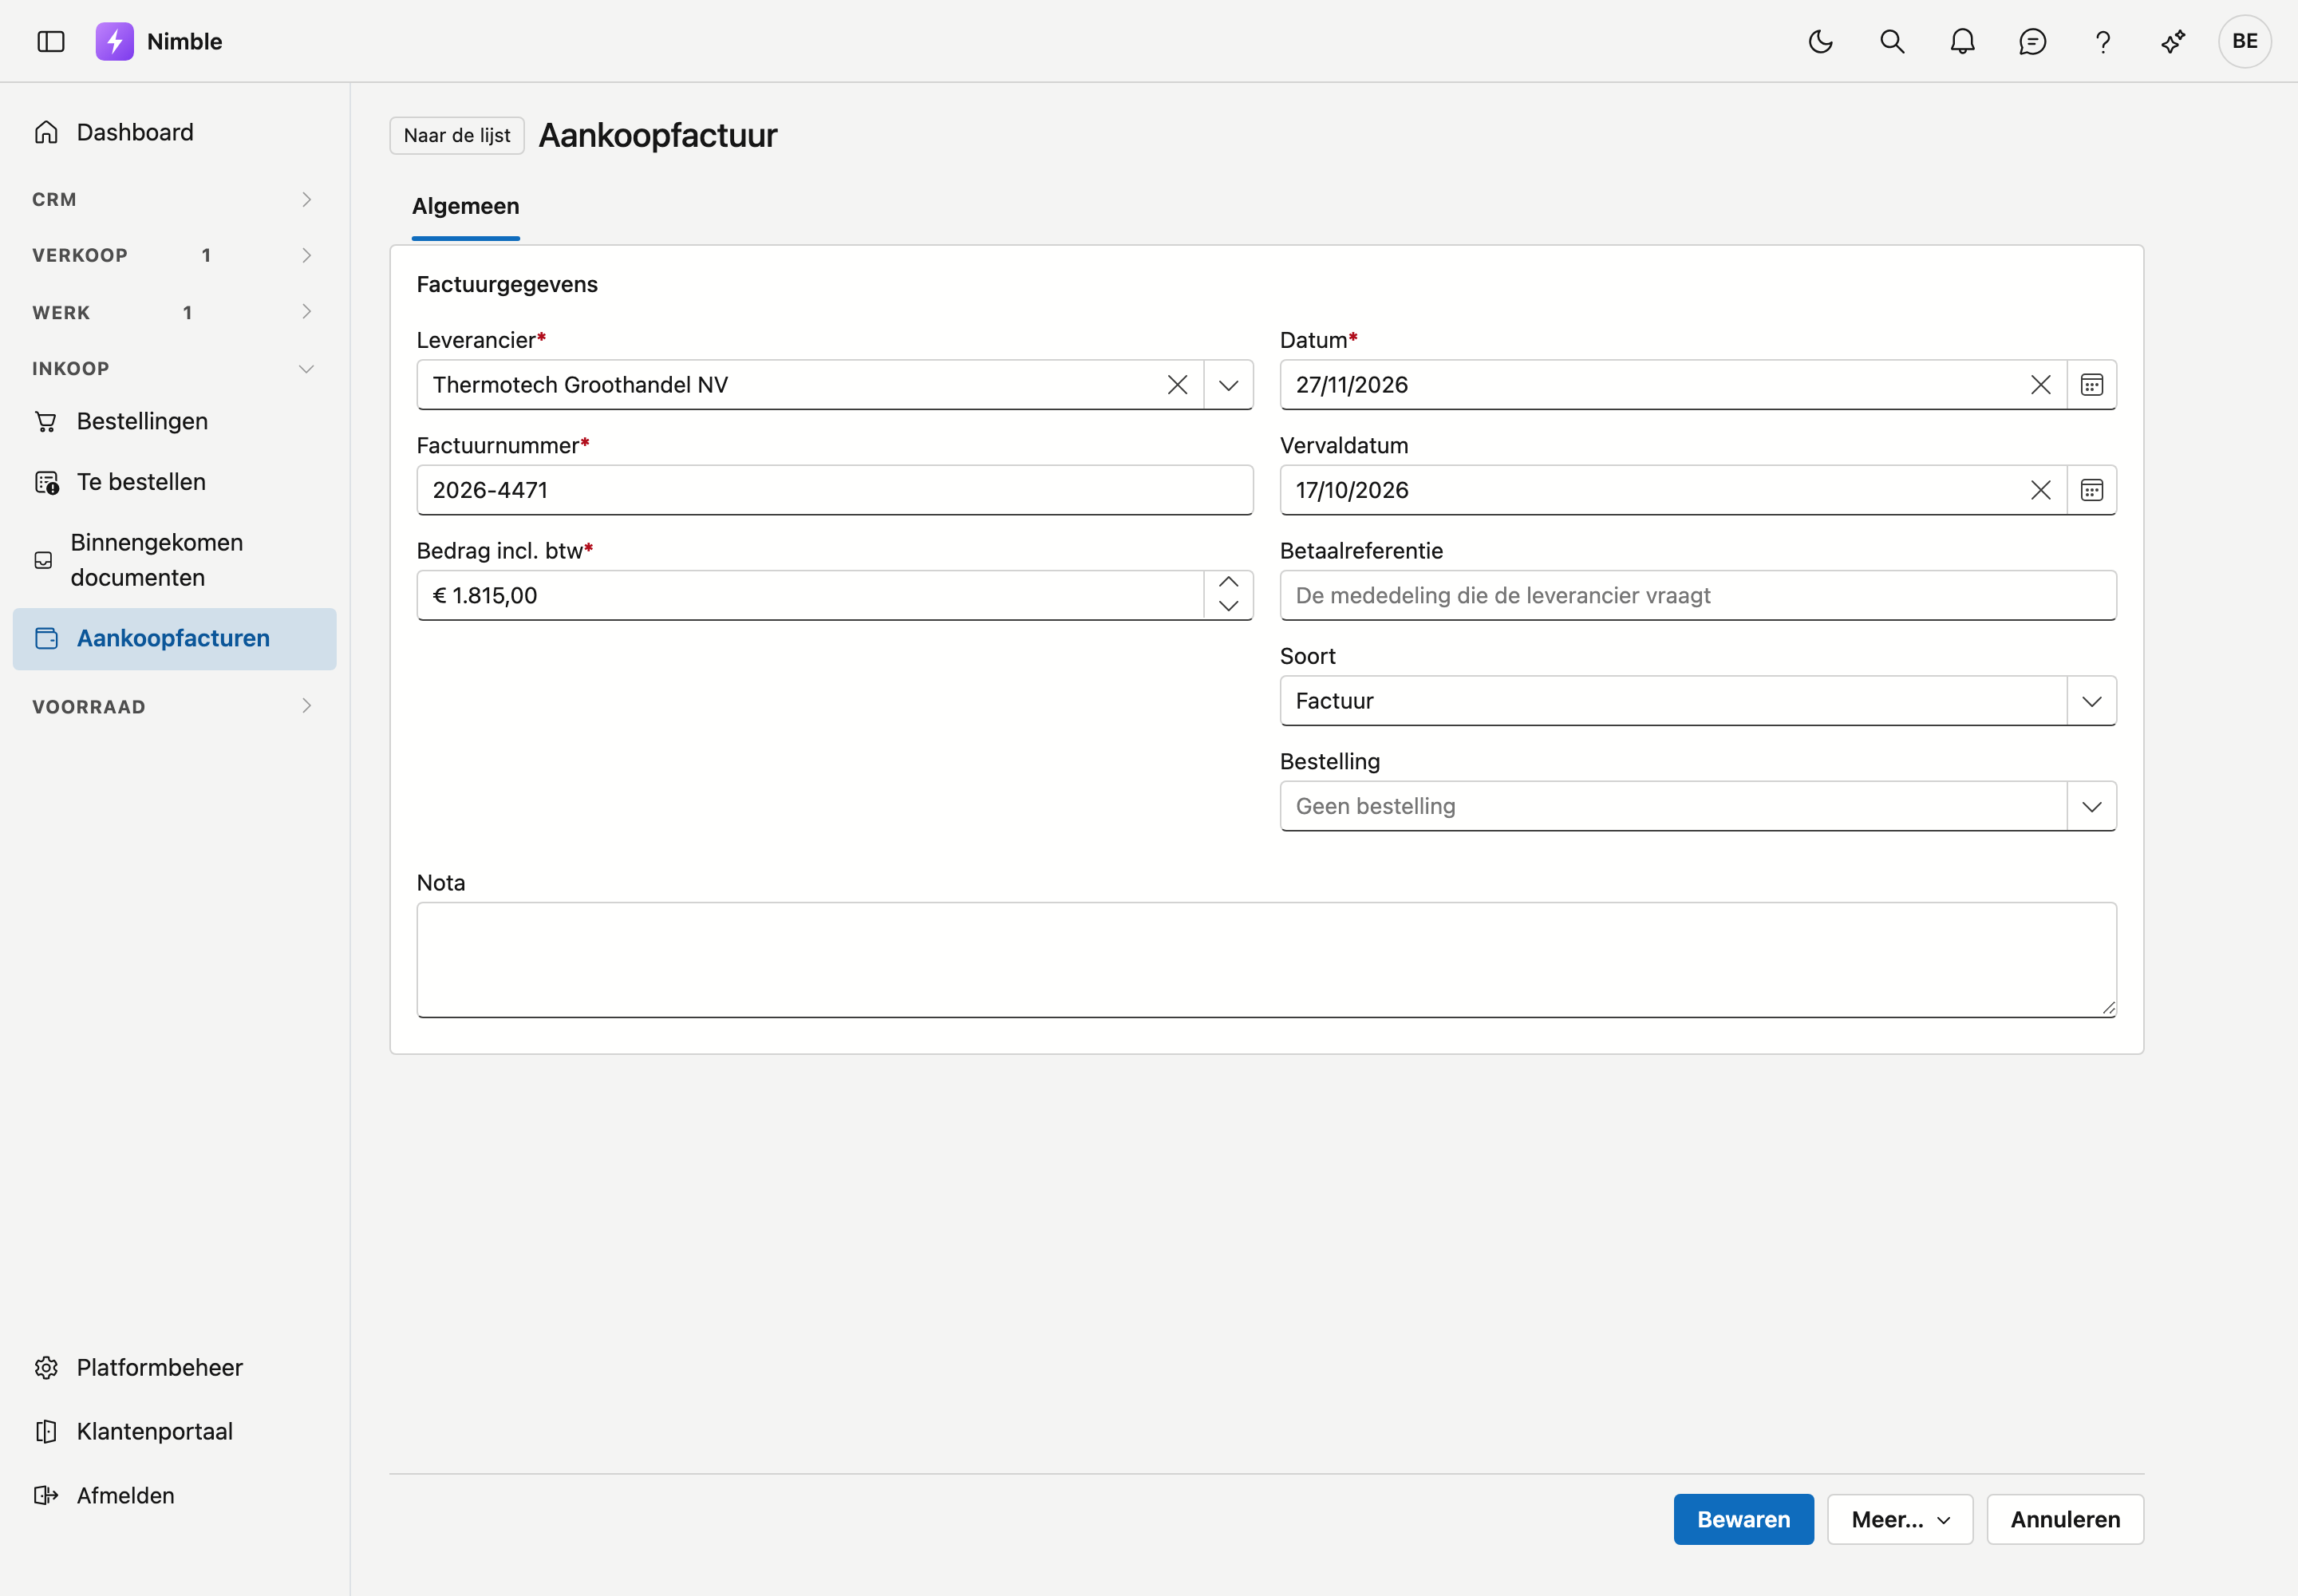 Nimble
BE
Dashboard
CRM
VERKOOP 1
WERK 1
INKOOP
Bestellingen
Te bestellen
Binnengekomen
documenten
Aankoopfacturen
VOORRAAD
Platformbeheer
Klantenportaal
Afmelden
Naar de lijst
Aankoopfactuur
Algemeen
Factuurgegevens
Leverancier*
Thermotech Groothandel NV
Factuurnummer*
2026-4471
Bedrag incl. btw*
€ 1.815,00
Datum*
27/11/2026
Vervaldatum
17/10/2026
Betaalreferentie
De mededeling die de leverancier vraagt
Soort
Factuur
Bestelling
Geen bestelling
Nota
Bewaren
Meer...
Annuleren